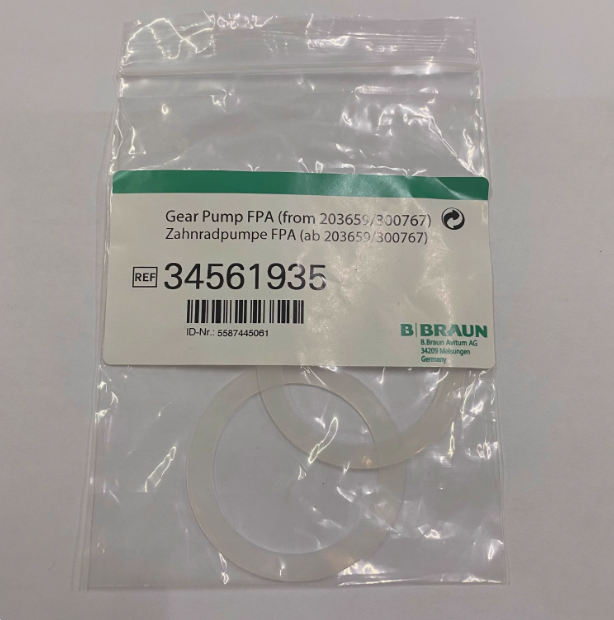 Gear Pump FPA (from 203659/300767)
Zahnradpumpe FPA (ab 203659/300767)
REF 34561935
ID-Nr.: 5587445061
B|BRAUN
B.Braun Avitum AG
34209 Melsungen
Germany